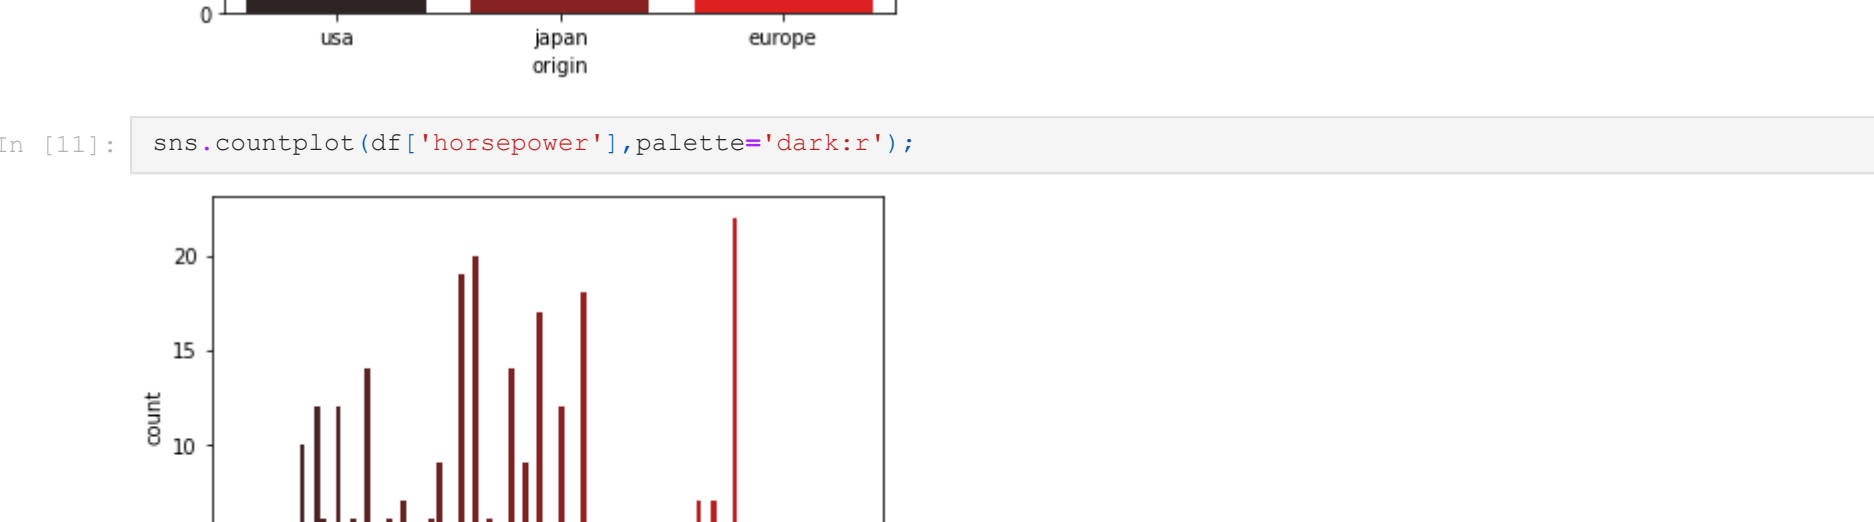 0
usa japan europe
origin
In [11]: sns.countplot(df['horsepower'],palette='dark:r');
20
15
count
10